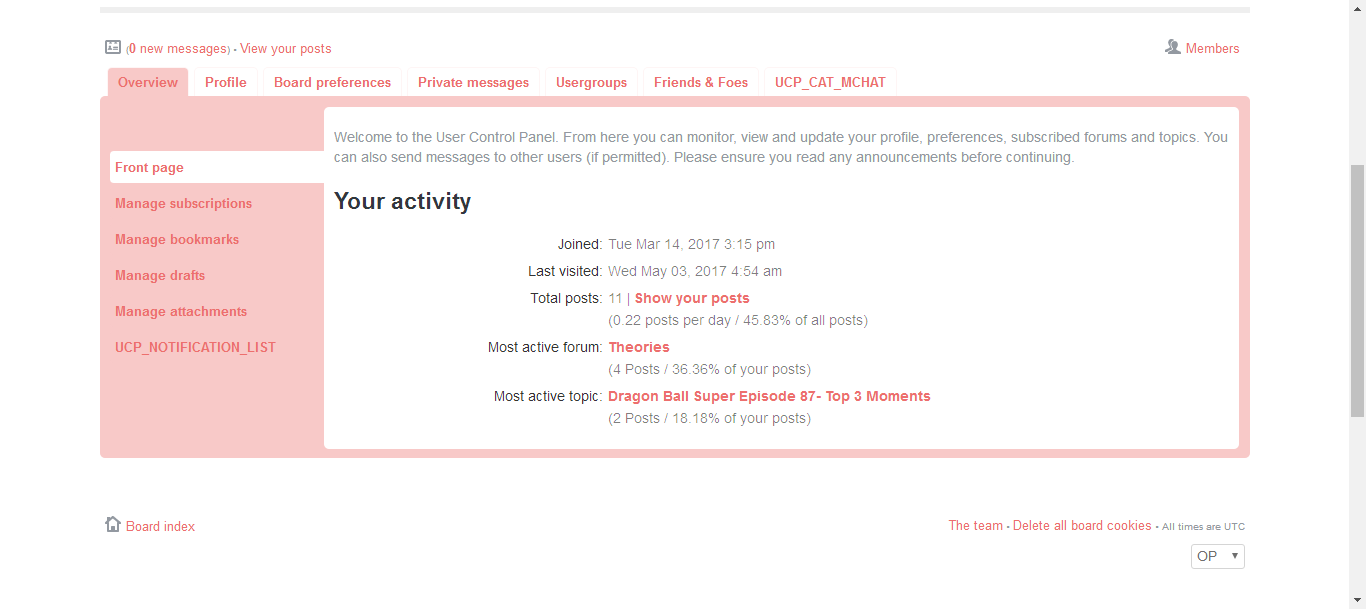 (0 new messages) - View your posts
Members
Overview Profile Board preferences Private messages Usergroups Friends & Foes UCP_CAT_MCHAT
Front page
Manage subscriptions
Manage bookmarks
Manage drafts
Manage attachments
UCP_NOTIFICATION_LIST
Welcome to the User Control Panel. From here you can monitor, view and update your profile, preferences, subscribed forums and topics. You
can also send messages to other users (if permitted). Please ensure you read any announcements before continuing.
Your activity
Joined: Tue Mar 14, 2017 3:15 pm
Last visited: Wed May 03, 2017 4:54 am
Total posts: 11 | Show your posts
(0.22 posts per day / 45.83% of all posts)
Most active forum: Theories
(4 Posts / 36.36% of your posts)
Most active topic: Dragon Ball Super Episode 87- Top 3 Moments
(2 Posts / 18.18% of your posts)
Board index
The team - Delete all board cookies - All times are UTC
OP